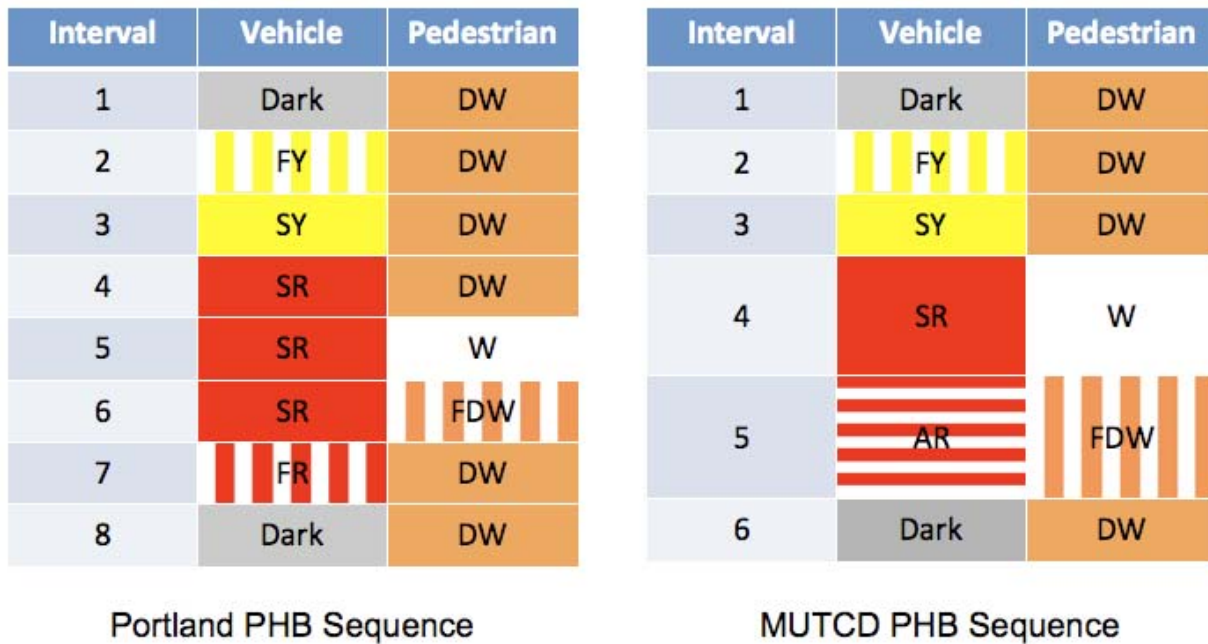 Interval Vehicle Pedestrian
1 Dark DW
2 FY DW
3 SY DW
4 SR DW
5 SR W
6 SR FDW
7 FR DW
8 Dark DW
Portland PHB Sequence
Interval Vehicle Pedestrian
1 Dark DW
2 FY DW
3 SY DW
4 SR W
5 AR FDW
6 Dark DW
MUTCD PHB Sequence